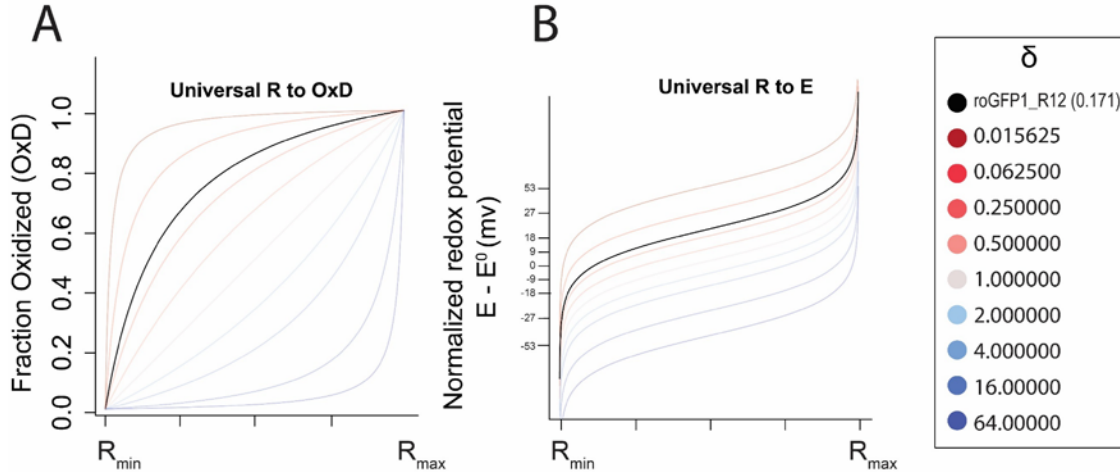 A
Universal R to OxD
Fraction Oxidized (OxD)
1.0
0.8
0.6
0.4
0.2
0.0
Rmin
Rmax
B
Universal R to E
Normalized redox potential
E - E⁰ (mv)
53
27
18
9
0
-9
-18
-27
-53
Rmin
Rmax
δ
roGFP1_R12 (0.171)
0.015625
0.062500
0.250000
0.500000
1.000000
2.000000
4.000000
16.00000
64.00000